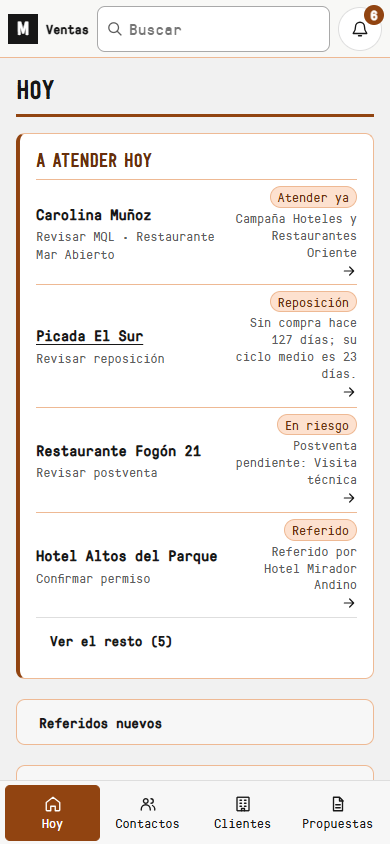 M Ventas Buscar 6
HOY
A ATENDER HOY
Carolina Muñoz
Revisar MQL · Restaurante
Mar Abierto
Atender ya
Campaña Hoteles y
Restaurantes
Oriente
→
Picada El Sur
Revisar reposición
Reposición
Sin compra hace
127 días; su
ciclo medio es 23
días.
→
Restaurante Fogón 21
Revisar postventa
En riesgo
Postventa
pendiente: Visita
técnica
→
Hotel Altos del Parque
Confirmar permiso
Referido
Referido por
Hotel Mirador
Andino
→
Ver el resto (5)
Referidos nuevos
Hoy Contactos Clientes Propuestas